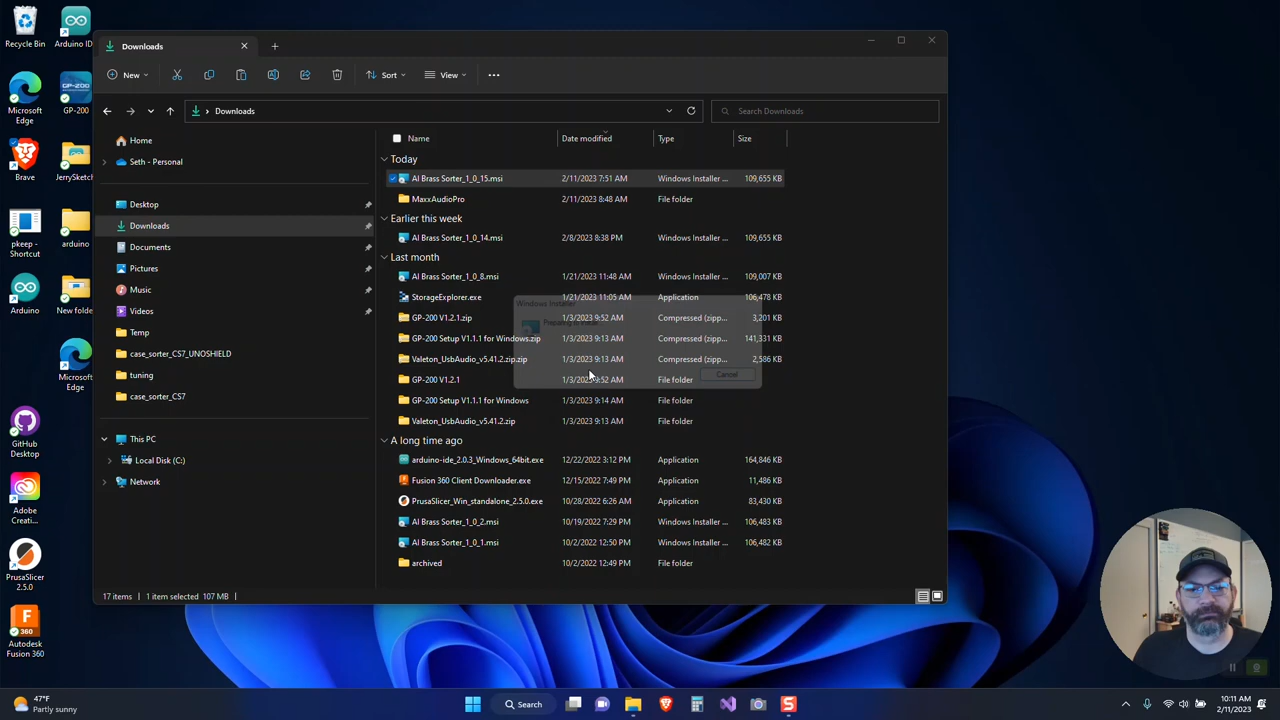 Recycle Bin
Arduino ID
Microsoft
Edge
GP-200
Brave
JerrySketch
pkeep -
Shortcut
arduino
Arduino
New folde
Microsoft
Edge
GitHub
Desktop
Adobe
Creati...
PrusaSlicer
2.5.0
Autodesk
Fusion 360
Downloads
New
Sort
View
Downloads
Search Downloads
Home
Seth - Personal
Desktop
Downloads
Documents
Pictures
Music
Videos
Temp
case_sorter_CS7_UNOSHIELD
tuning
case_sorter_CS7
This PC
Local Disk (C:)
Network
Name Date modified Type Size
Today
AI Brass Sorter_1_0_15.msi 2/11/2023 7:51 AM Windows Installer ... 109,655 KB
MaxxAudioPro 2/11/2023 8:48 AM File folder
Earlier this week
AI Brass Sorter_1_0_14.msi 2/8/2023 8:38 PM Windows Installer ... 109,655 KB
Last month
AI Brass Sorter_1_0_8.msi 1/21/2023 11:48 AM Windows Installer ... 109,007 KB
StorageExplorer.exe 1/21/2023 11:05 AM Application 106,478 KB
GP-200 V1.2.1.zip 1/3/2023 9:52 AM Compressed (zipp... 3,201 KB
GP-200 Setup V1.1.1 for Windows.zip 1/3/2023 9:13 AM Compressed (zipp... 141,331 KB
Valeton_UsbAudio_v5.41.2.zip.zip 1/3/2023 9:13 AM Compressed (zipp... 2,586 KB
GP-200 V1.2.1 1/3/2023 9:52 AM File folder
GP-200 Setup V1.1.1 for Windows 1/3/2023 9:14 AM File folder
Valeton_UsbAudio_v5.41.2.zip 1/3/2023 9:13 AM File folder
A long time ago
arduino-ide_2.0.3_Windows_64bit.exe 12/22/2022 3:12 PM Application 164,846 KB
Fusion 360 Client Downloader.exe 12/15/2022 7:49 PM Application 11,486 KB
PrusaSlicer_Win_standalone_2.5.0.exe 10/28/2022 6:26 AM Application 83,430 KB
AI Brass Sorter_1_0_2.msi 10/19/2022 7:29 PM Windows Installer ... 106,483 KB
AI Brass Sorter_1_0_1.msi 10/2/2022 12:50 PM Windows Installer ... 106,482 KB
archived 10/2/2022 12:49 PM File folder
Windows Installer
Preparing to install...
Cancel
17 items 1 item selected 107 MB
47°F
Partly sunny
Search
10:11 AM
2/11/2023